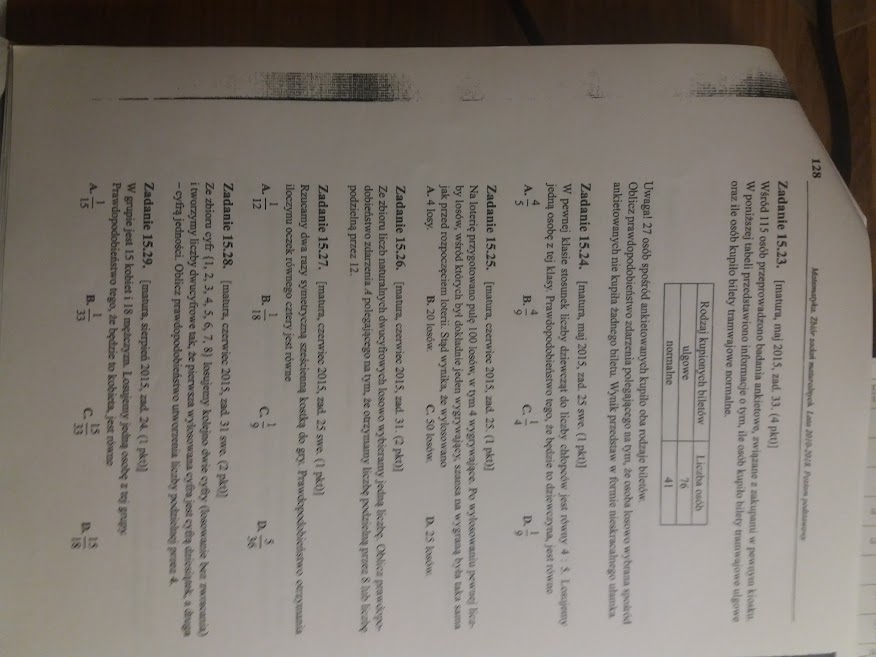 128
Matematyka. Zbiór zadań maturalnych. Lata 2010-2018. Poziom podstawowy
Zadanie 15.23. [matura, maj 2015, zad. 33. (4 pkt)]
Wśród 115 osób przeprowadzono badania ankietowe, związane z zakupami w pewnym kiosku.
W poniższej tabeli przedstawiono informacje o tym, ile osób kupiło bilety tramwajowe ulgowe
oraz ile osób kupiło bilety tramwajowe normalne.
Rodzaj kupionych biletów Liczba osób
ulgowe 76
normalne 41
Uwaga! 27 osób spośród ankietowanych kupiło oba rodzaje biletów.
Oblicz prawdopodobieństwo zdarzenia polegającego na tym, że osoba losowo wybrana spośród
ankietowanych nie kupiła żadnego biletu. Wynik przedstaw w formie nieskracalnego ułamka.
Zadanie 15.24. [matura, maj 2015, zad. 25 swe. (1 pkt)]
W pewnej klasie stosunek liczby dziewcząt do liczby chłopców jest równy 4 : 5. Losujemy
jedną osobę z tej klasy. Prawdopodobieństwo tego, że będzie to dziewczyna, jest równe
A. 4/5 B. 4/9 C. 1/4 D. 1/9
Zadanie 15.25. [matura, czerwiec 2015, zad. 25. (1 pkt)]
Na loterię przygotowano pulę 100 losów, w tym 4 wygrywające. Po wylosowaniu pewnej licz-
by losów, wśród których był dokładnie jeden wygrywający, szansa na wygraną była taka sama
jak przed rozpoczęciem loterii. Stąd wynika, że wylosowano
A. 4 losy. B. 20 losów. C. 50 losów. D. 25 losów.
Zadanie 15.26. [matura, czerwiec 2015, zad. 31. (2 pkt)]
Ze zbioru liczb naturalnych dwucyfrowych losowo wybieramy jedną liczbę. Oblicz prawdopo-
dobieństwo zdarzenia A polegającego na tym, że otrzymamy liczbę podzielną przez 8 lub liczbę
podzielną przez 12.
Zadanie 15.27. [matura, czerwiec 2015, zad. 25 swe. (1 pkt)]
Rzucamy dwa razy symetryczną sześcienną kostką do gry. Prawdopodobieństwo otrzymania
iloczynu oczek równego cztery jest równe
A. 1/12 B. 1/18 C. 1/9 D. 5/36
Zadanie 15.28. [matura, czerwiec 2015, zad. 31 swe. (2 pkt)]
Ze zbioru cyfr {1, 2, 3, 4, 5, 6, 7, 8} losujemy kolejno dwie cyfry (losowanie bez zwracania)
i tworzymy liczby dwucyfrowe tak, że pierwsza wylosowana cyfra jest cyfrą dziesiątek, a druga
– cyfrą jedności. Oblicz prawdopodobieństwo utworzenia liczby podzielnej przez 4.
Zadanie 15.29. [matura, sierpień 2015, zad. 24. (1 pkt)]
W grupie jest 15 kobiet i 18 mężczyzn. Losujemy jedną osobę z tej grupy.
Prawdopodobieństwo tego, że będzie to kobieta, jest równe
A. 1/15 B. 1/33 C. 15/33 D. 15/18